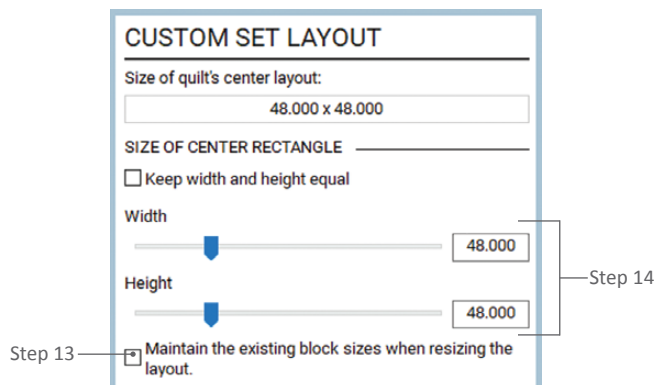 CUSTOM SET LAYOUT
Size of quilt's center layout:
48.000 x 48.000
SIZE OF CENTER RECTANGLE
Keep width and height equal
Width
48.000
Step 14
Height
48.000
Step 13
Maintain the existing block sizes when resizing the
layout.